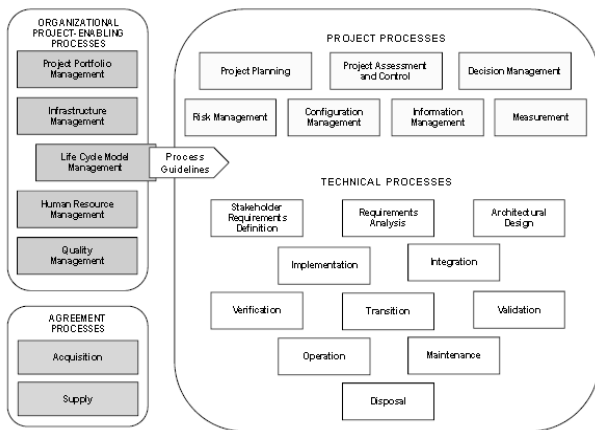 ORGANIZATIONAL
PROJECT-ENABLING
PROCESSES
Project Portfolio
Management
Infrastructure
Management
Life Cycle Model
Management
Human Resource
Management
Quality
Management
AGREEMENT
PROCESSES
Acquisition
Supply
Process
Guidelines
PROJECT PROCESSES
Project Planning
Project Assessment
and Control
Decision Management
Risk Management
Configuration
Management
Information
Management
Measurement
TECHNICAL PROCESSES
Stakeholder
Requirements
Definition
Requirements
Analysis
Architectural
Design
Implementation
Integration
Verification
Transition
Validation
Operation
Maintenance
Disposal